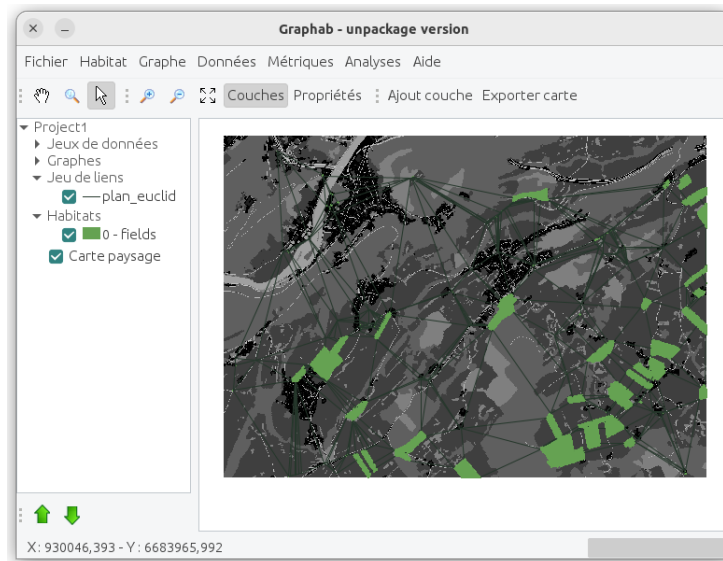 Graphab - unpackage version
Fichier Habitat Graphe Données Métriques Analyses Aide
Couches Propriétés Ajout couche Exporter carte
Project1
Jeux de données
Graphes
Jeu de liens
plan_euclid
Habitats
0 - fields
Carte paysage
X : 930046,393 - Y : 6683965,992